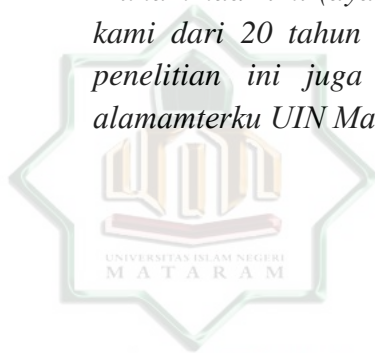 kami dari 20 tahun
penelitian ini juga
alamamterku UIN Ma
UNIVERSITAS ISLAM NEGERI
MATARAM